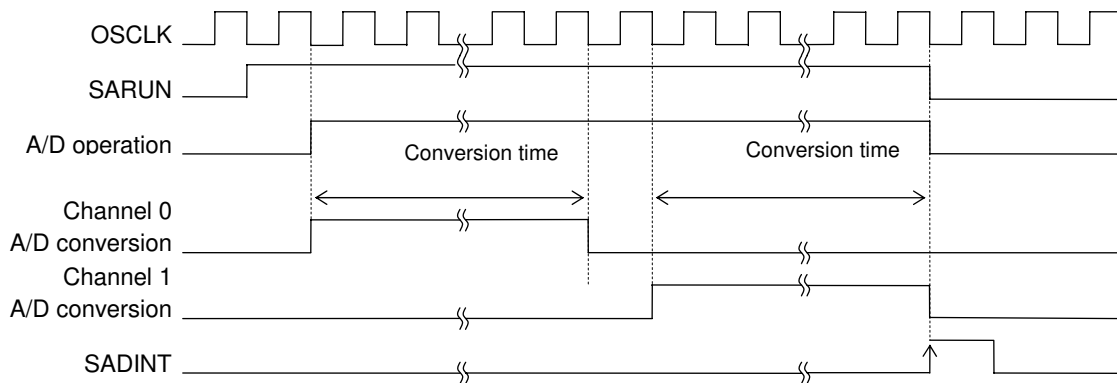 OSCLK
SARUN
A/D operation
Conversion time
Conversion time
Channel 0
A/D conversion
Channel 1
A/D conversion
SADINT